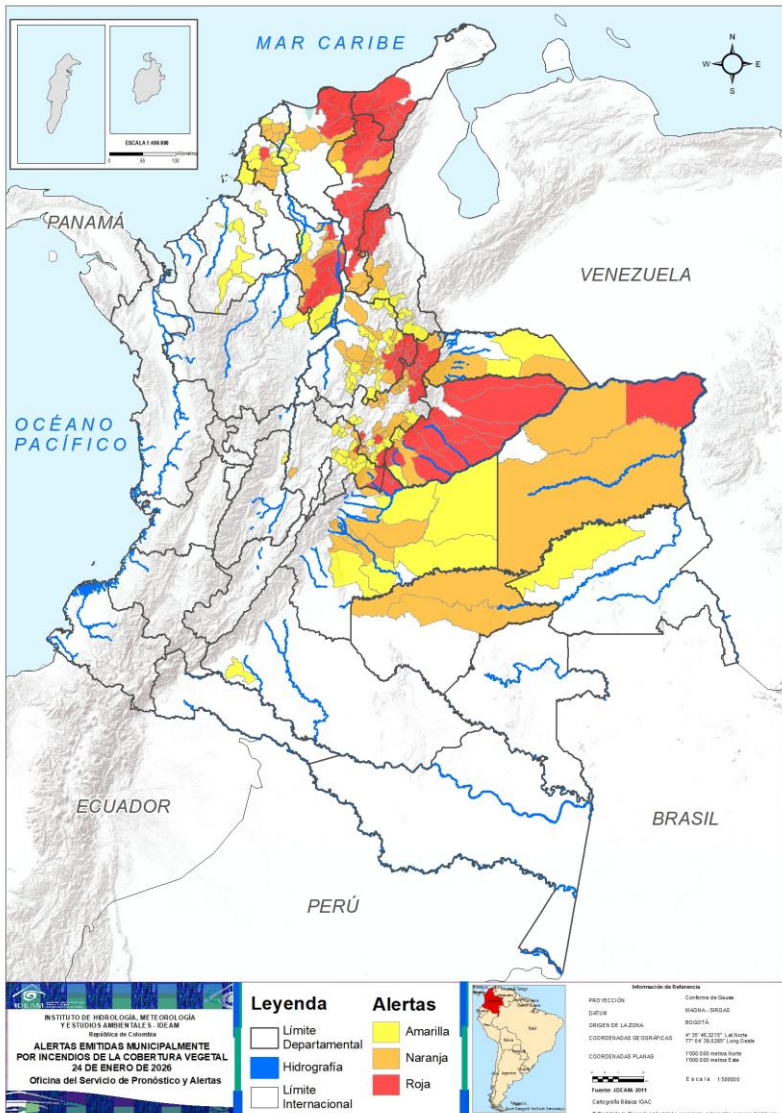 MAR CARIBE
N
W
E
S
ESCALA 1:400 000
PANAMÁ
VENEZUELA
OCÉANO
PACÍFICO
ECUADOR
BRASIL
PERÚ
IDEAM
INSTITUTO DE HIDROLOGÍA, METEOROLOGÍA
Y ESTUDIOS AMBIENTALES - IDEAM
República de Colombia
ALERTAS EMITIDAS MUNICIPALMENTE
POR INCENDIOS DE LA COBERTURA VEGETAL
24 DE ENERO DE 2026
Oficina del Servicio de Pronóstico y Alertas
Leyenda
Límite
Departamental
Hidrografía
Límite
Internacional
Alertas
Amarilla
Naranja
Roja
Información de Referencia
PROYECCIÓN Conforme de Gauss
DATUM MAGNA - SIRGAS
ORIGEN DE LA ZONA BOGOTÁ
COORDENADAS GEOGRÁFICAS
COORDENADAS PLANAS 1'000.000 metros Norte
1'000.000 metros Este
Escala 1:500000
Fuente: IDEAM 2011
Cartografía Básica IGAC